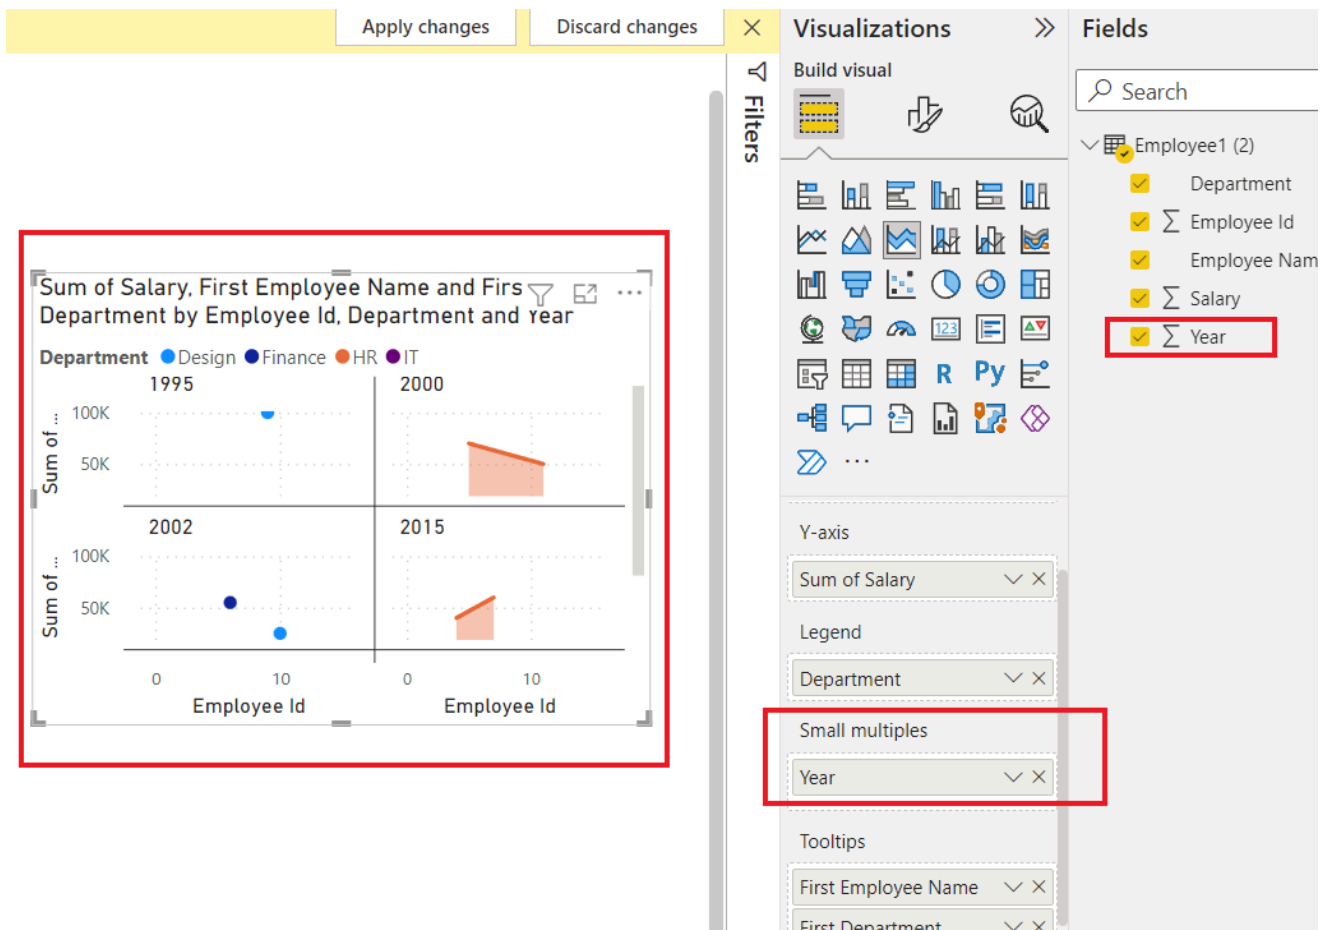 Apply changes
Discard changes
Filters
Sum of Salary, First Employee Name and Firs
Department by Employee Id, Department and Year
Department Design Finance HR IT
1995
2000
100K
50K
Sum of ...
2002
2015
100K
50K
Sum of ...
0 10 0 10
Employee Id
Employee Id
Visualizations
Build visual
123
R
Py
Y-axis
Sum of Salary
Legend
Department
Small multiples
Year
Tooltips
First Employee Name
First Department
Fields
Search
Employee1 (2)
Department
Employee Id
Employee Nam
Salary
Year